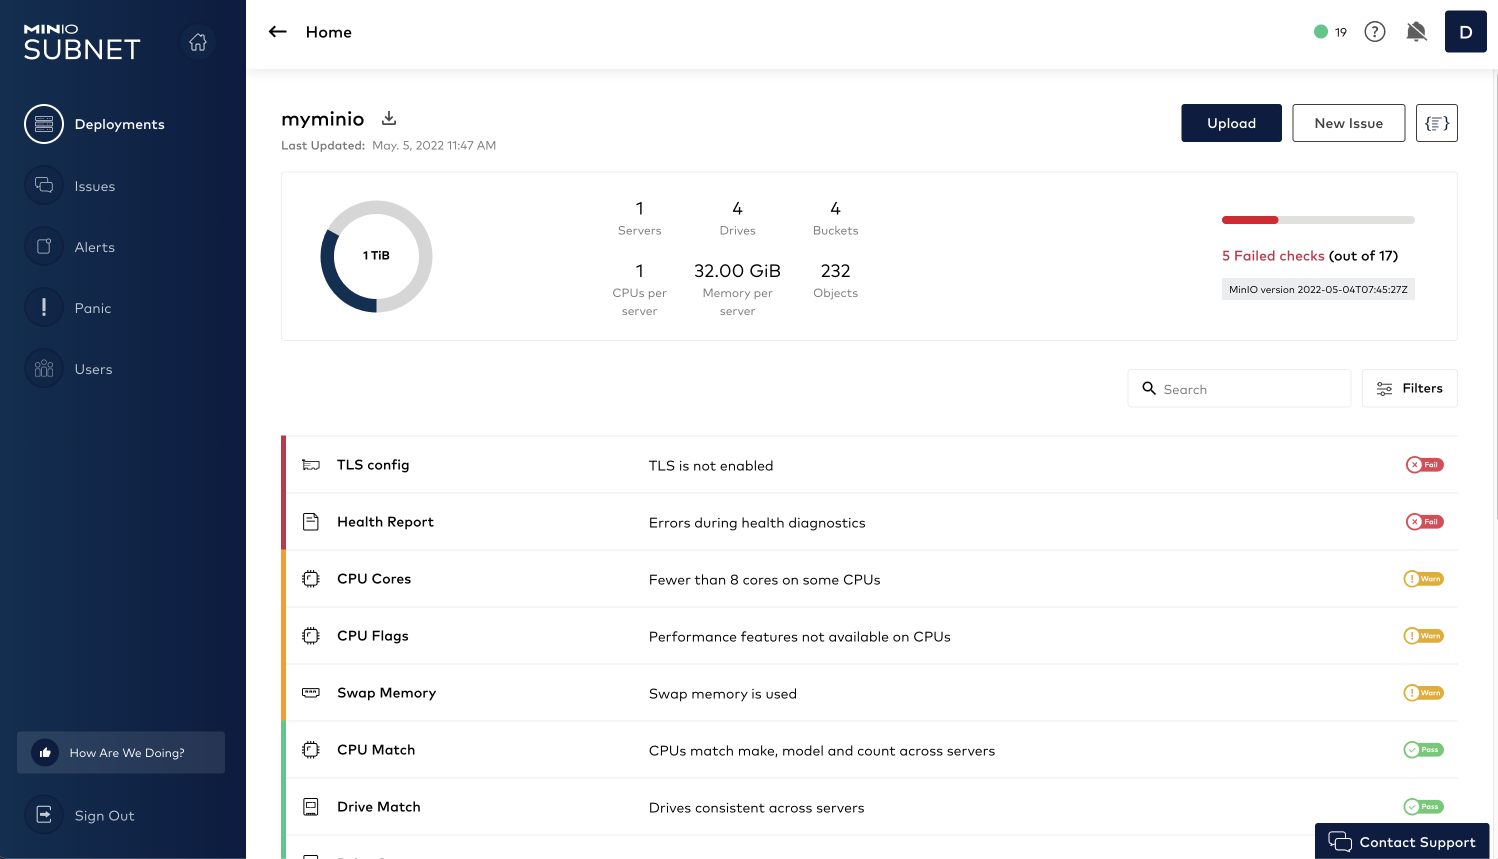 MINIO
SUBNET
Deployments
Issues
Alerts
Panic
Users
How Are We Doing?
Sign Out
Home
19
D
myminio
Last Updated: May. 5, 2022 11:47 AM
Upload
New Issue
1 TiB
1
Servers
4
Drives
4
Buckets
1
CPUs per
server
32.00 GiB
Memory per
server
232
Objects
5 Failed checks (out of 17)
MinIO version 2022-05-04T07:45:27Z
Search
Filters
TLS config
TLS is not enabled
Fail
Health Report
Errors during health diagnostics
Fail
CPU Cores
Fewer than 8 cores on some CPUs
Warn
CPU Flags
Performance features not available on CPUs
Warn
Swap Memory
Swap memory is used
Warn
CPU Match
CPUs match make, model and count across servers
Pass
Drive Match
Drives consistent across servers
Pass
Contact Support